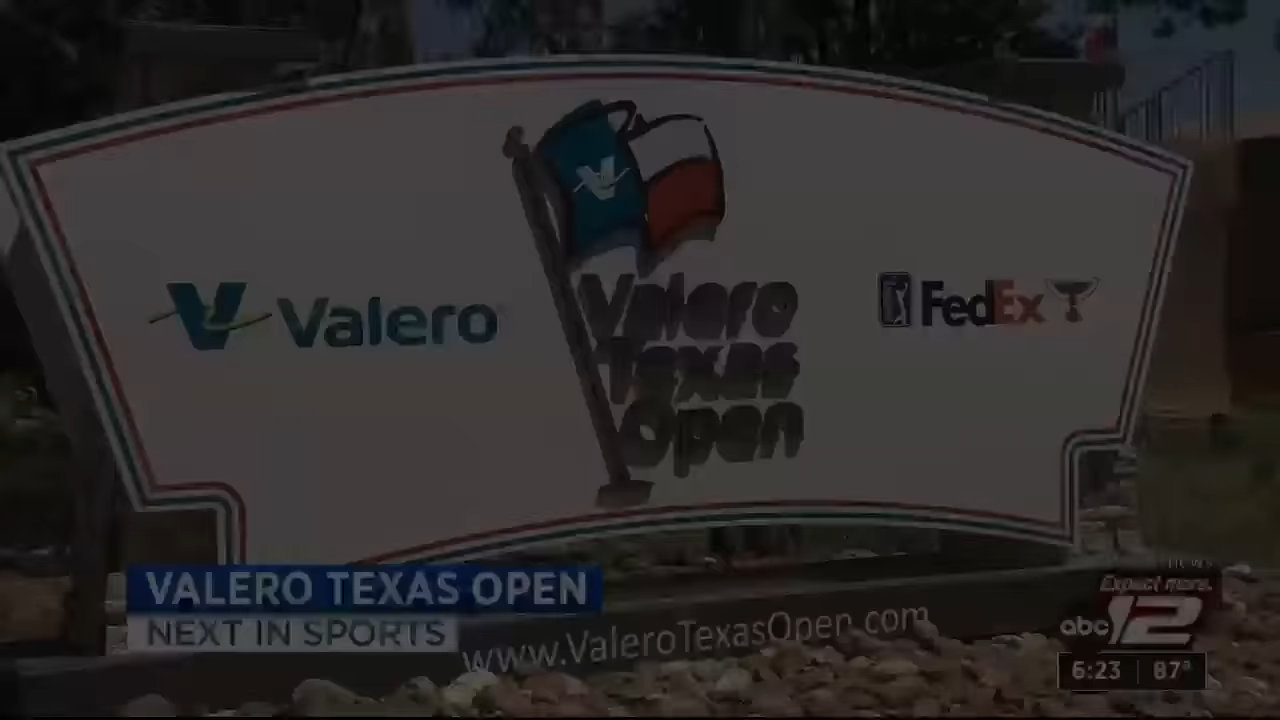 V
Valero
Valero
Texas
Open
FedEx
VALERO TEXAS OPEN
NEXT IN SPORTS
www.ValeroTexasOpen.com
NEWS
Expect more.
abc 12
6:23 87°